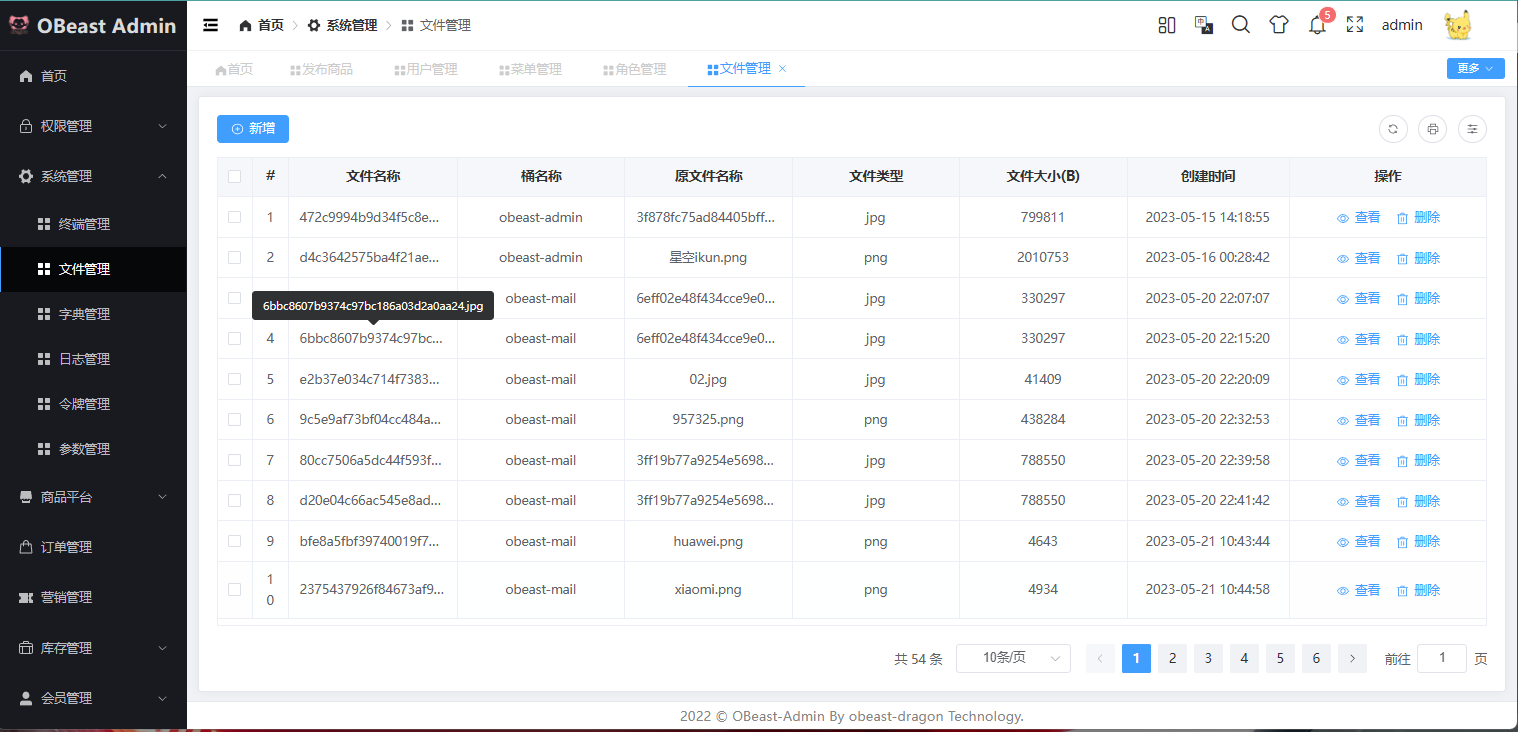 OBeast Admin
首页
系统管理
文件管理
5
admin
首页
发布商品
用户管理
菜单管理
角色管理
文件管理
更多
首页
权限管理
系统管理
终端管理
文件管理
字典管理
日志管理
令牌管理
参数管理
商品平台
订单管理
营销管理
库存管理
会员管理
新增
# 文件名称 桶名称 原文件名称 文件类型 文件大小(B) 创建时间 操作
1 472c9994b9d34f5c8e... obeast-admin 3f878fc75ad84405bff... jpg 799811 2023-05-15 14:18:55 查看 删除
2 d4c3642575ba4f21ae... obeast-admin 星空ikun.png png 2010753 2023-05-16 00:28:42 查看 删除
6bbc8607b9374c97bc186a03d2a0aa24.jpg
obeast-mail 6eff02e48f434cce9e0... jpg 330297 2023-05-20 22:07:07 查看 删除
4 6bbc8607b9374c97bc... obeast-mail 6eff02e48f434cce9e0... jpg 330297 2023-05-20 22:15:20 查看 删除
5 e2b37e034c714f7383... obeast-mail 02.jpg jpg 41409 2023-05-20 22:20:09 查看 删除
6 9c5e9af73bf04cc484a... obeast-mail 957325.png png 438284 2023-05-20 22:32:53 查看 删除
7 80cc7506a5dc44f593f... obeast-mail 3ff19b77a9254e5698... jpg 788550 2023-05-20 22:39:58 查看 删除
8 d20e04c66ac545e8ad... obeast-mail 3ff19b77a9254e5698... jpg 788550 2023-05-20 22:41:42 查看 删除
9 bfe8a5fbf39740019f7... obeast-mail huawei.png png 4643 2023-05-21 10:43:44 查看 删除
10 2375437926f84673af9... obeast-mail xiaomi.png png 4934 2023-05-21 10:44:58 查看 删除
共 54 条 10条/页 1 2 3 4 5 6 前往 1 页
2022 © OBeast-Admin By obeast-dragon Technology.